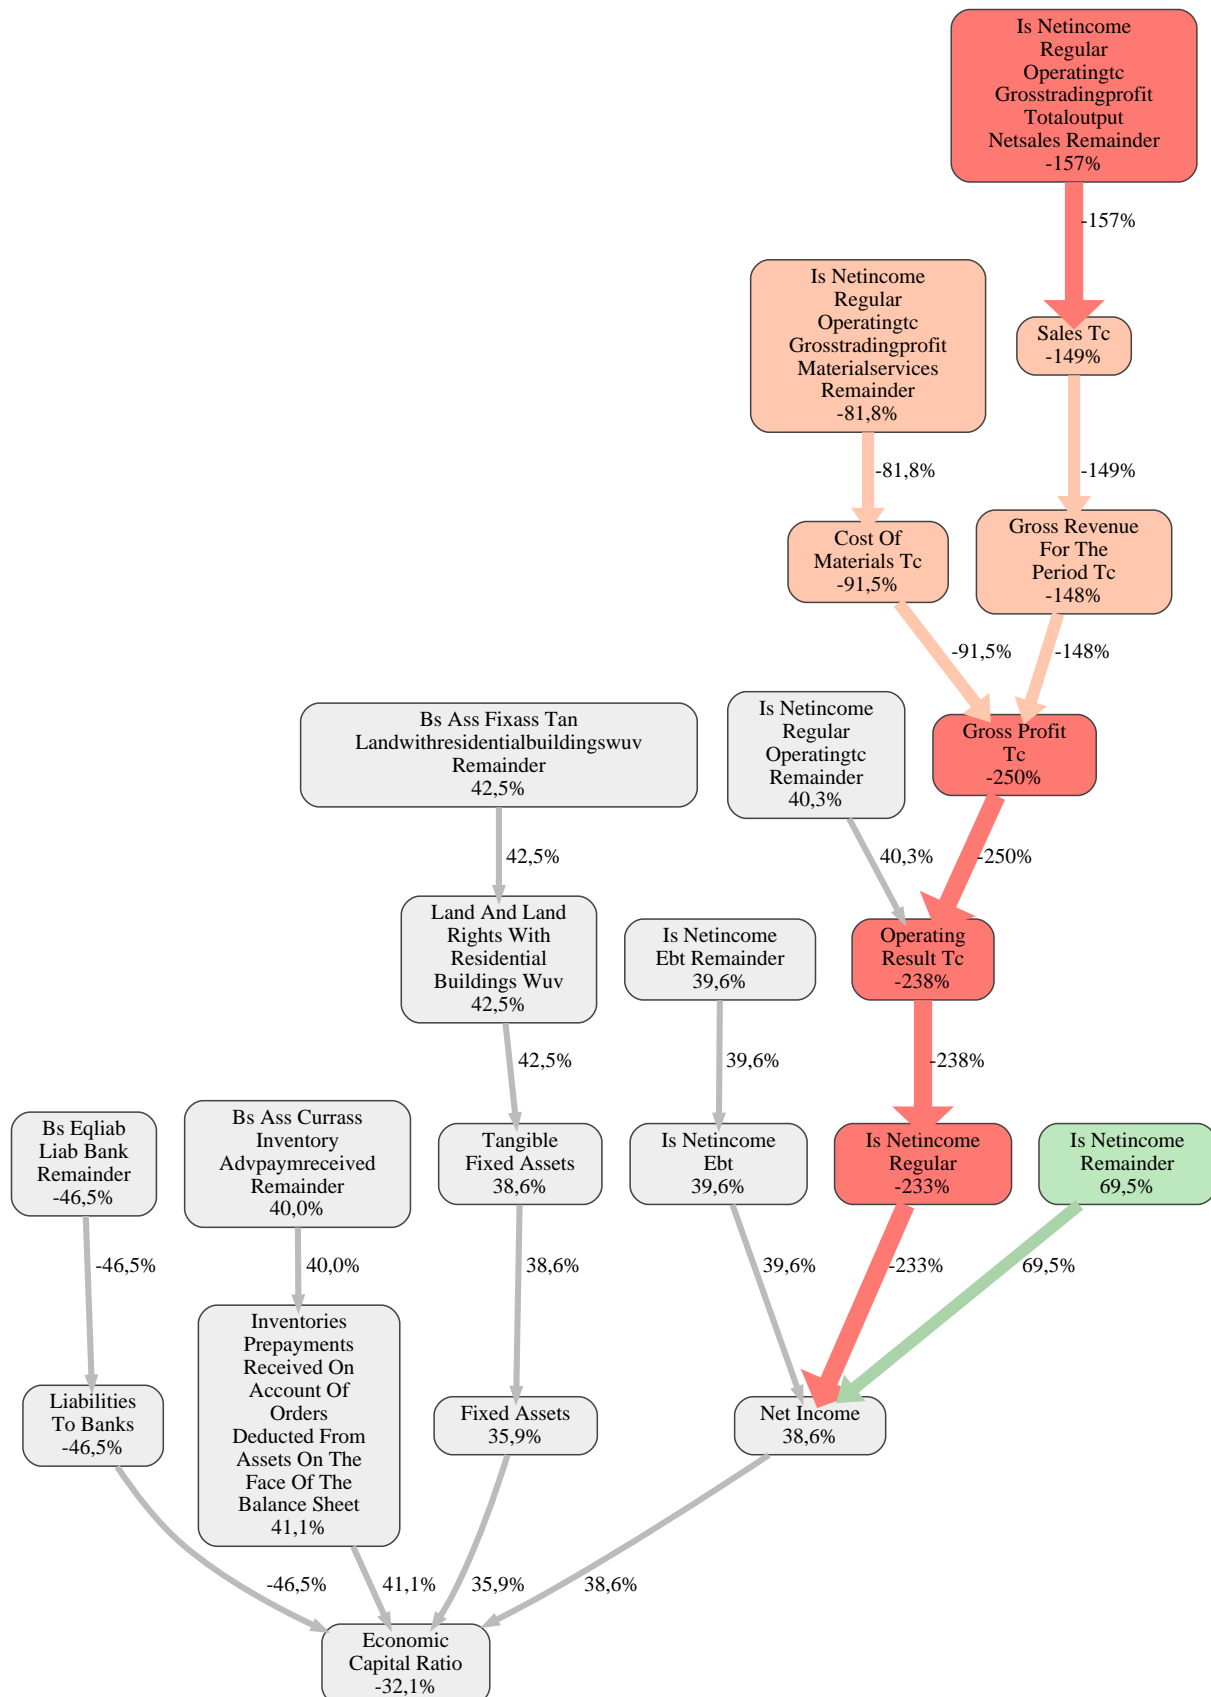 Is Netincome
Regular
Operatingtc
Grosstradingprofit
Totaloutput
Netsales Remainder
-157%
-157%
Is Netincome
Regular
Operatingtc
Grosstradingprofit
Materialservices
Remainder
-81,8%
Sales Tc
-149%
-81,8%
-149%
Cost Of
Materials Tc
-91,5%
Gross Revenue
For The
Period Tc
-148%
-91,5%
-148%
Bs Ass Fixass Tan
Landwithresidentialbuildingswuv
Remainder
42,5%
Is Netincome
Regular
Operatingtc
Remainder
40,3%
Gross Profit
Tc
-250%
42,5%
40,3%
-250%
Land And Land
Rights With
Residential
Buildings Wuv
42,5%
Is Netincome
Ebt Remainder
39,6%
Operating
Result Tc
-238%
42,5%
39,6%
-238%
Bs Eqliab
Liab Bank
Remainder
-46,5%
Bs Ass Currass
Inventory
Advpaymreceived
Remainder
40,0%
Tangible
Fixed Assets
38,6%
Is Netincome
Ebt
39,6%
Is Netincome
Regular
-233%
Is Netincome
Remainder
69,5%
-46,5%
40,0%
38,6%
39,6%
-233%
69,5%
Liabilities
To Banks
-46,5%
Inventories
Prepayments
Received On
Account Of
Orders
Deducted From
Assets On The
Face Of The
Balance Sheet
41,1%
Fixed Assets
35,9%
Net Income
38,6%
-46,5%
41,1%
35,9%
38,6%
Economic
Capital Ratio
-32,1%